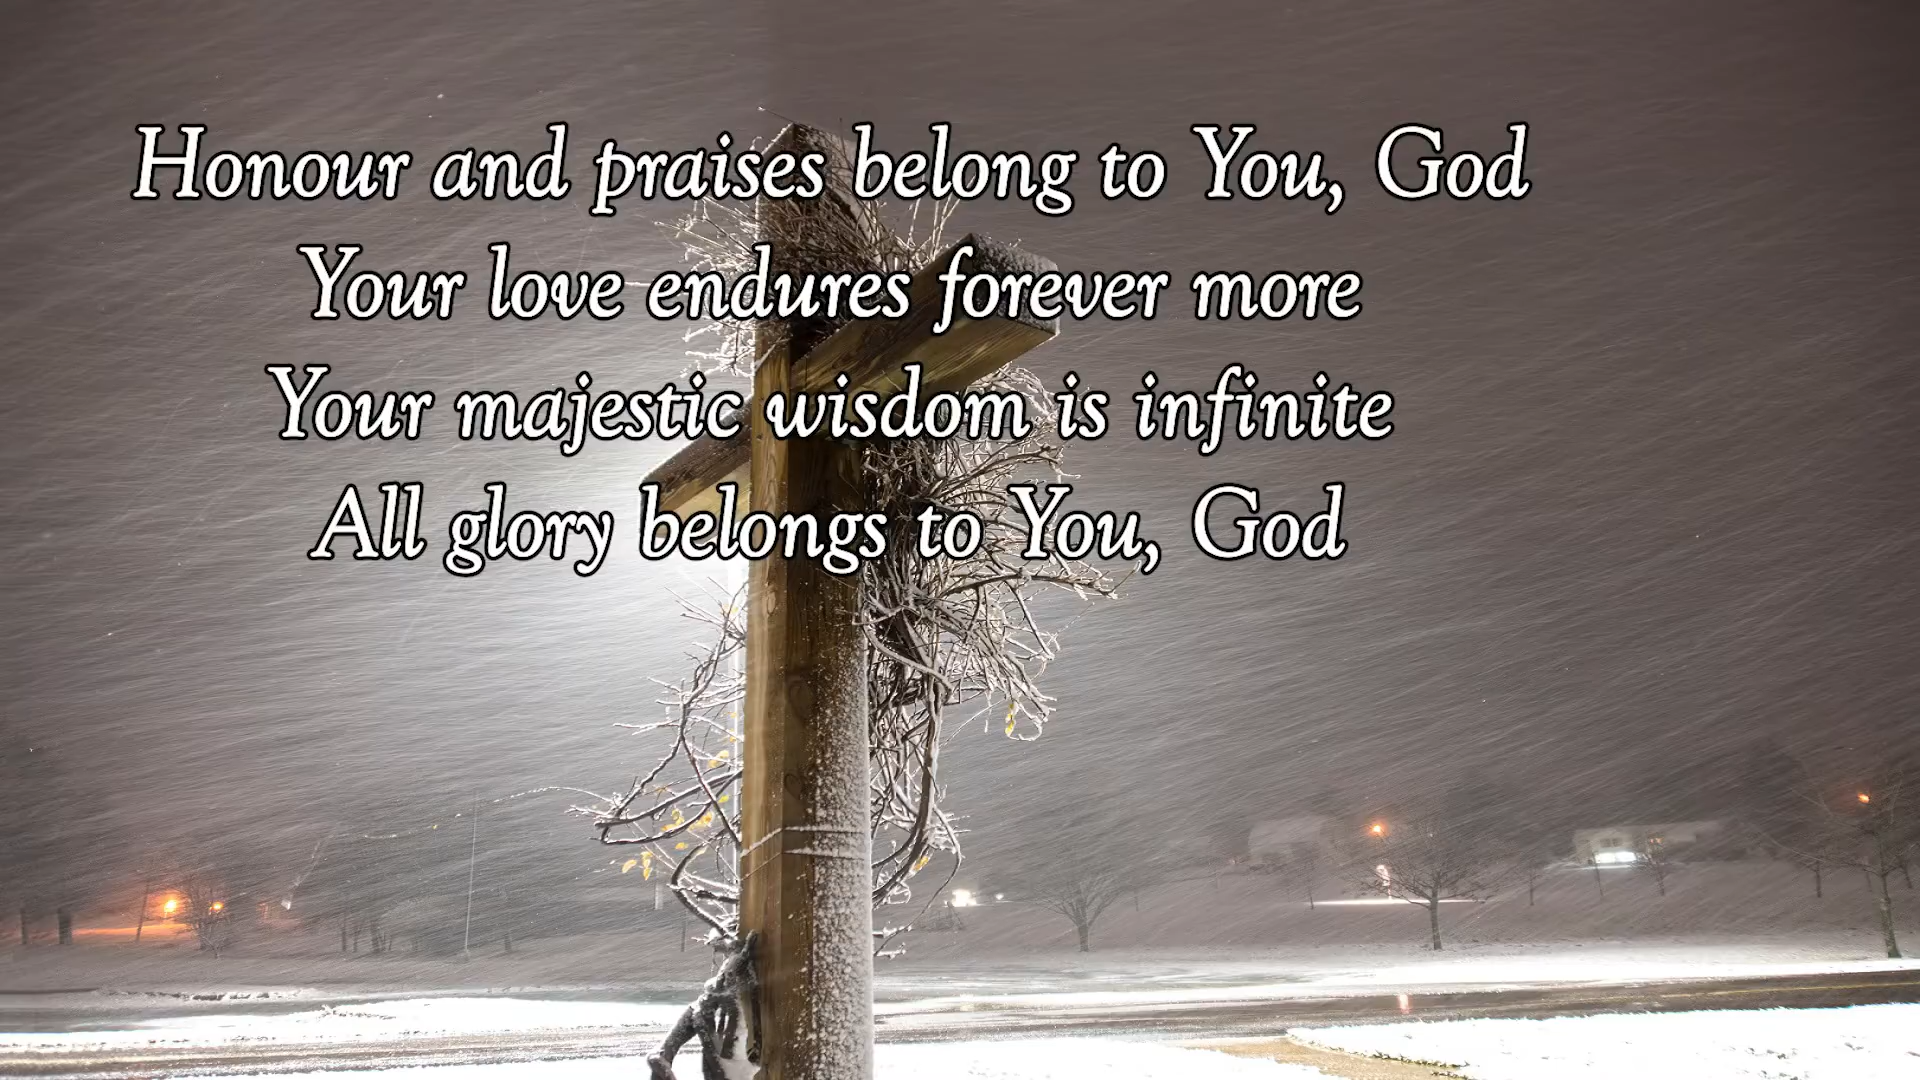 Honour and praises belong to You, God
Your love endures forever more
Your majestic wisdom is infinite
All glory belongs to You, God